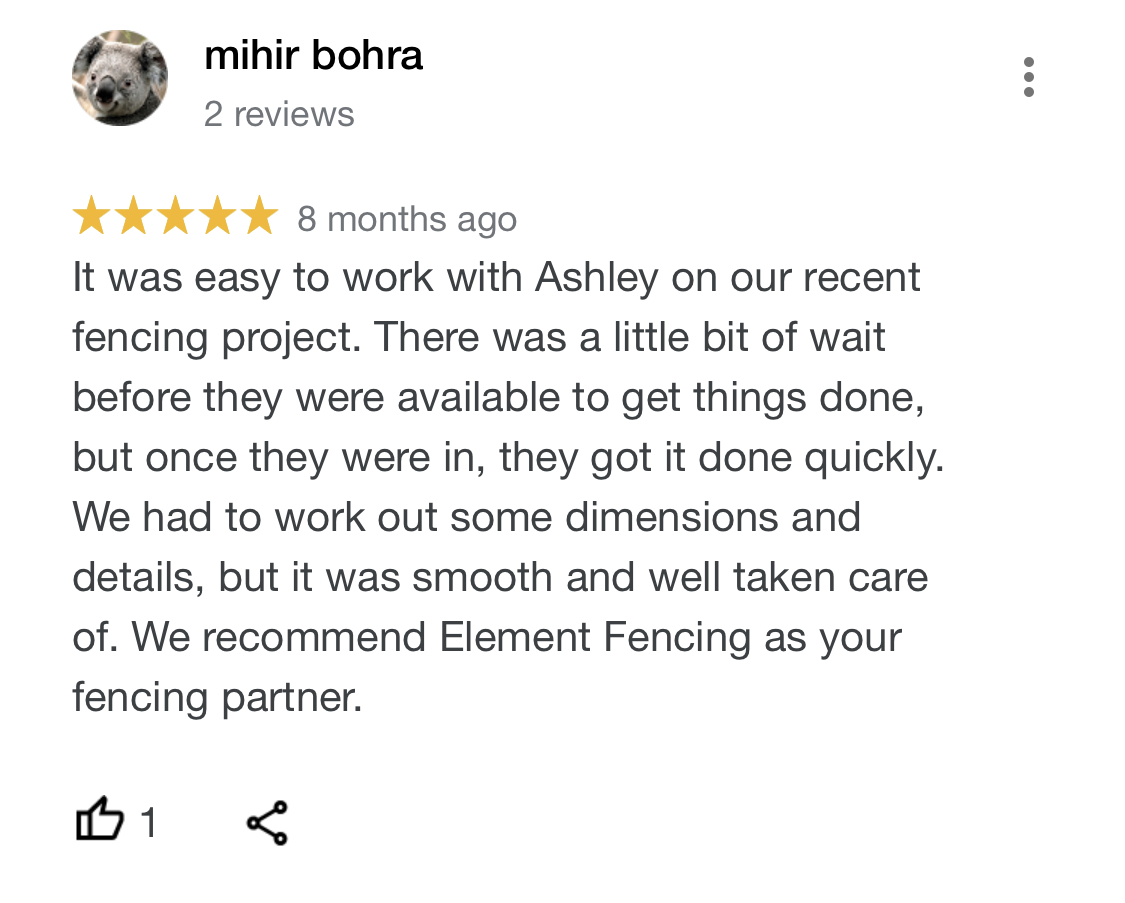 mihir bohra
2 reviews
8 months ago
It was easy to work with Ashley on our recent
fencing project. There was a little bit of wait
before they were available to get things done,
but once they were in, they got it done quickly.
We had to work out some dimensions and
details, but it was smooth and well taken care
of. We recommend Element Fencing as your
fencing partner.
1